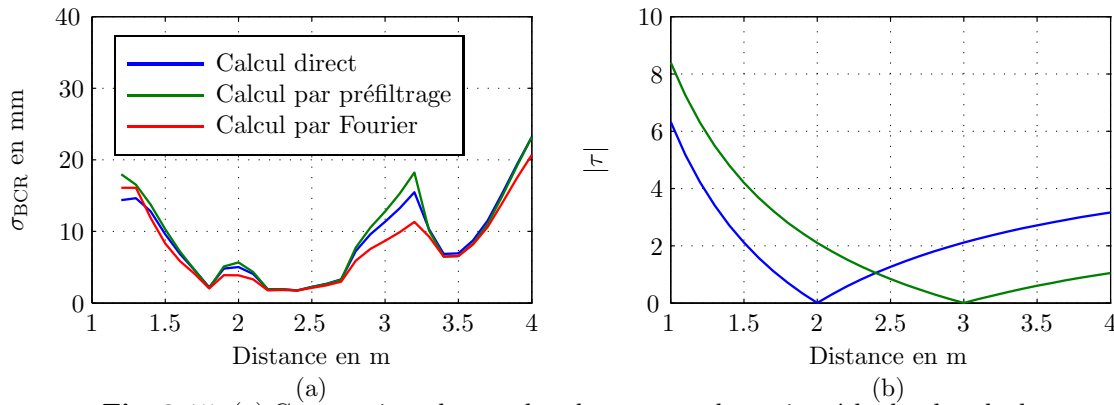 40
30
20
10
0
σBCR en mm
Calcul direct
Calcul par préfiltrage
Calcul par Fourier
1 1.5 2 2.5 3 3.5 4
Distance en m
(a)
10
8
6
4
2
0
|τ|
1 1.5 2 2.5 3 3.5 4
Distance en m
(b)